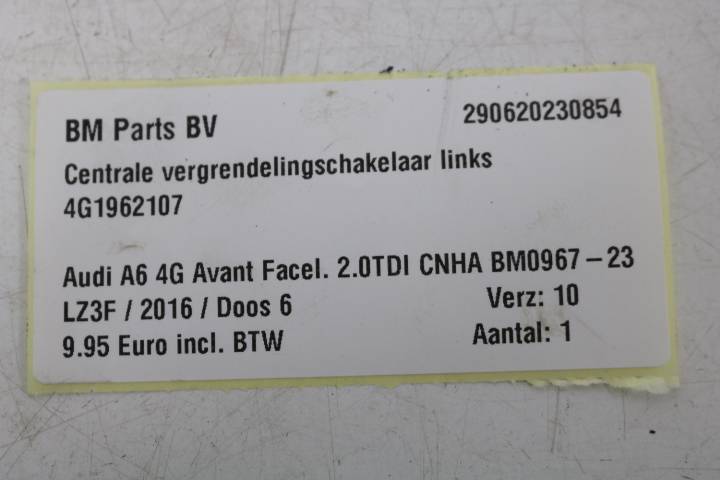 BM Parts BV 290620230854
Centrale vergrendelingschakelaar links
4G1962107
Audi A6 4G Avant Facel. 2.0TDI CNHA BM0967-23
LZ3F / 2016 / Doos 6 Verz: 10
9.95 Euro incl. BTW Aantal: 1